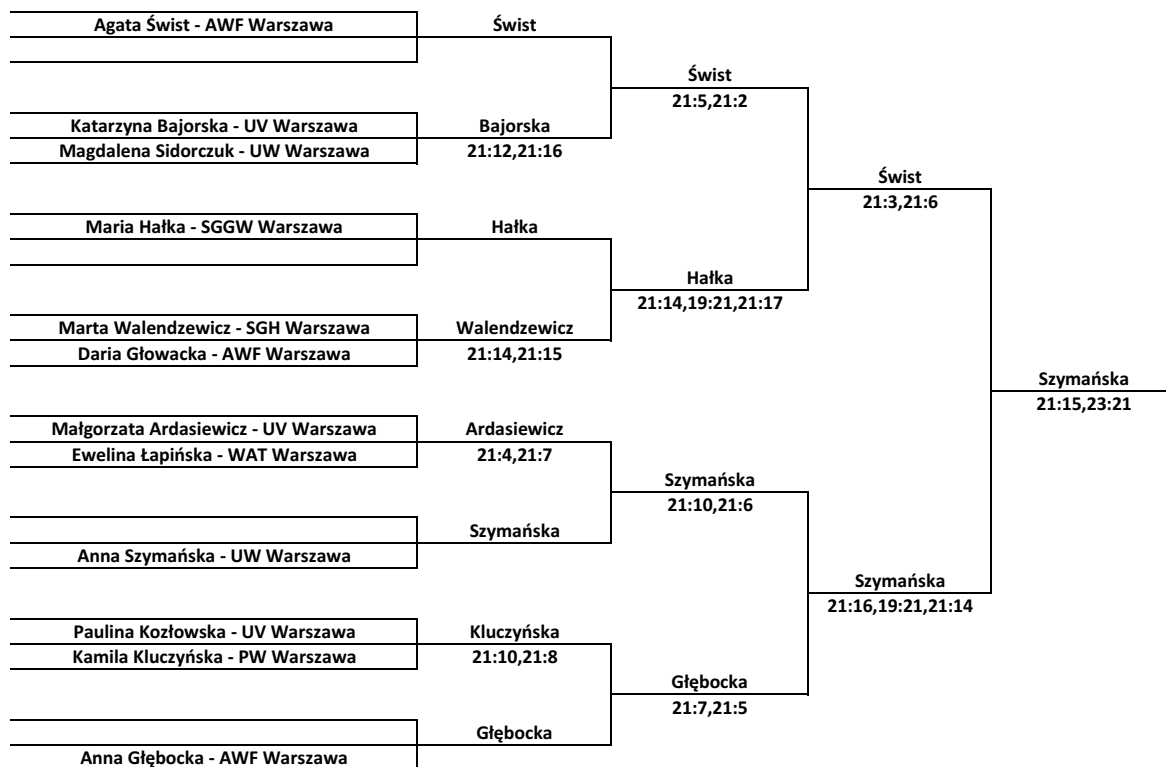 Agata Świst - AWF Warszawa
Świst
Świst
21:5,21:2
Katarzyna Bajorska - UV Warszawa
Bajorska
Magdalena Sidorczuk - UW Warszawa
21:12,21:16
Świst
21:3,21:6
Maria Hałka - SGGW Warszawa
Hałka
Hałka
21:14,19:21,21:17
Marta Walendzewicz - SGH Warszawa
Walendzewicz
Daria Głowacka - AWF Warszawa
21:14,21:15
Szymańska
21:15,23:21
Małgorzata Ardasiewicz - UV Warszawa
Ardasiewicz
Ewelina Łapińska - WAT Warszawa
21:4,21:7
Szymańska
21:10,21:6
Szymańska
Anna Szymańska - UW Warszawa
Szymańska
21:16,19:21,21:14
Paulina Kozłowska - UV Warszawa
Kluczyńska
Kamila Kluczyńska - PW Warszawa
21:10,21:8
Głębocka
21:7,21:5
Głębocka
Anna Głębocka - AWF Warszawa